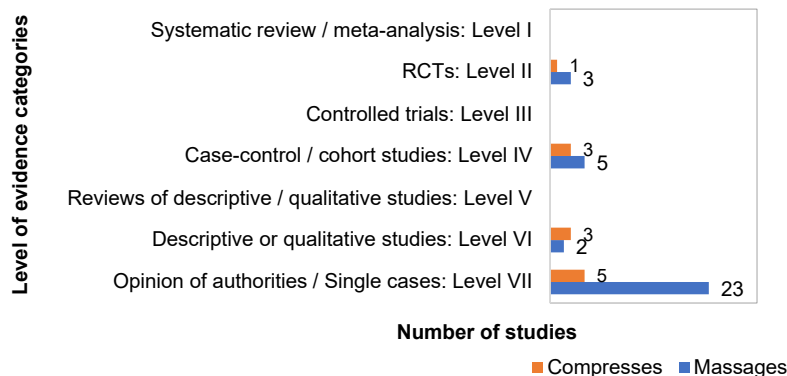 Level of evidence categories
Systematic review / meta-analysis: Level I
RCTs: Level II
1
3
Controlled trials: Level III
Case-control / cohort studies: Level IV
3
5
Reviews of descriptive / qualitative studies: Level V
Descriptive or qualitative studies: Level VI
3
2
Opinion of authorities / Single cases: Level VII
5
23
Number of studies
Compresses Massages